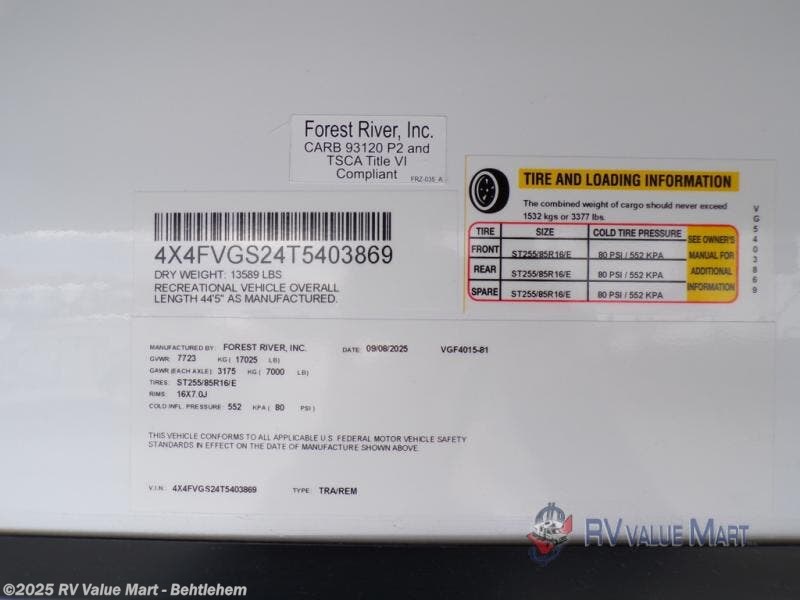 Forest River, Inc.
CARB 93120 P2 and
TSCA Title VI
Compliant
FRZ-035_A
4X4FVGS24T5403869
DRY WEIGHT: 13589 LBS
RECREATIONAL VEHICLE OVERALL
LENGTH 44'5" AS MANUFACTURED.
TIRE AND LOADING INFORMATION
The combined weight of cargo should never exceed
1532 kgs or 3377 lbs.
TIRE SIZE COLD TIRE PRESSURE
FRONT ST255/85R16/E 80 PSI / 552 KPA
REAR ST255/85R16/E 80 PSI / 552 KPA
SPARE ST255/85R16/E 80 PSI / 552 KPA
SEE OWNER'S
MANUAL FOR
ADDITIONAL
INFORMATION
VG5403869
MANUFACTURED BY: FOREST RIVER, INC. DATE: 09/08/2025 VGF4015-81
GVWR: 7723 KG ( 17025 LB)
GAWR (EACH AXLE): 3175 KG ( 7000 LB)
TIRES: ST255/85R16/E
RIMS: 16X7.0J
COLD INFL. PRESSURE: 552 KPA ( 80 PSI )
THIS VEHICLE CONFORMS TO ALL APPLICABLE U.S. FEDERAL MOTOR VEHICLE SAFETY
STANDARDS IN EFFECT ON THE DATE OF MANUFACTURE SHOWN ABOVE.
V.I.N.: 4X4FVGS24T5403869 TYPE: TRA/REM
RV VALUE MART
©2025 RV Value Mart - Behtlehem